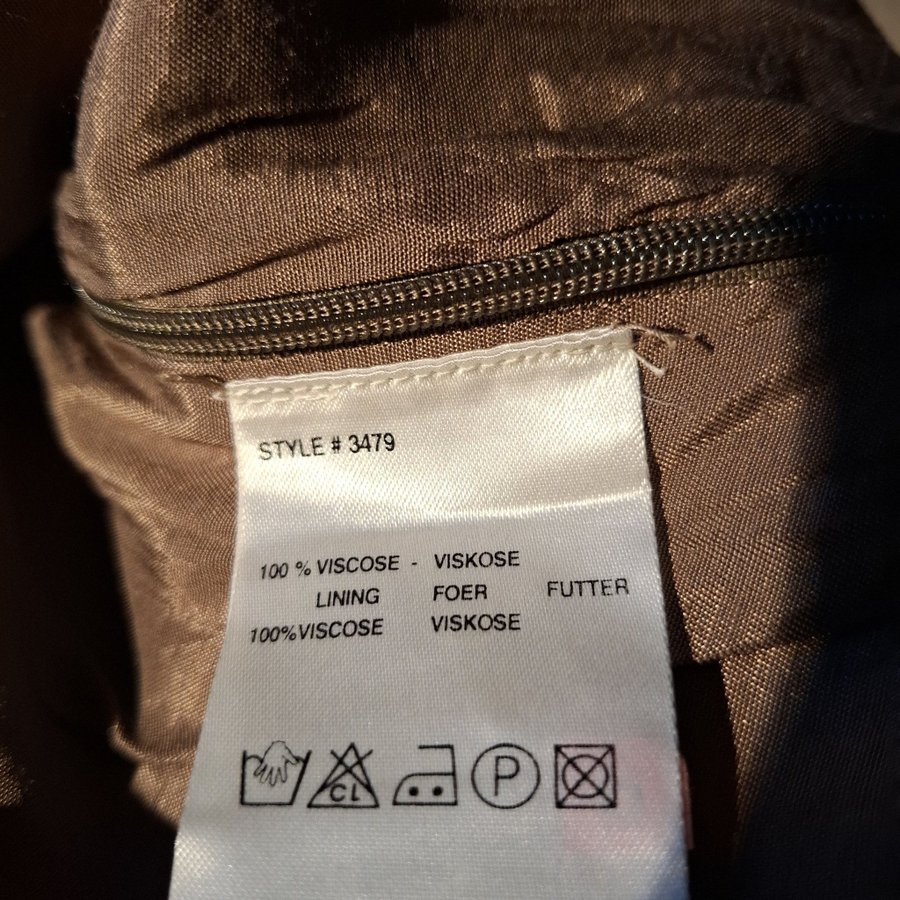 STYLE # 3479
100 % VISCOSE - VISKOSE
LINING FOER FUTTER
100%VISCOSE VISKOSE
CL P